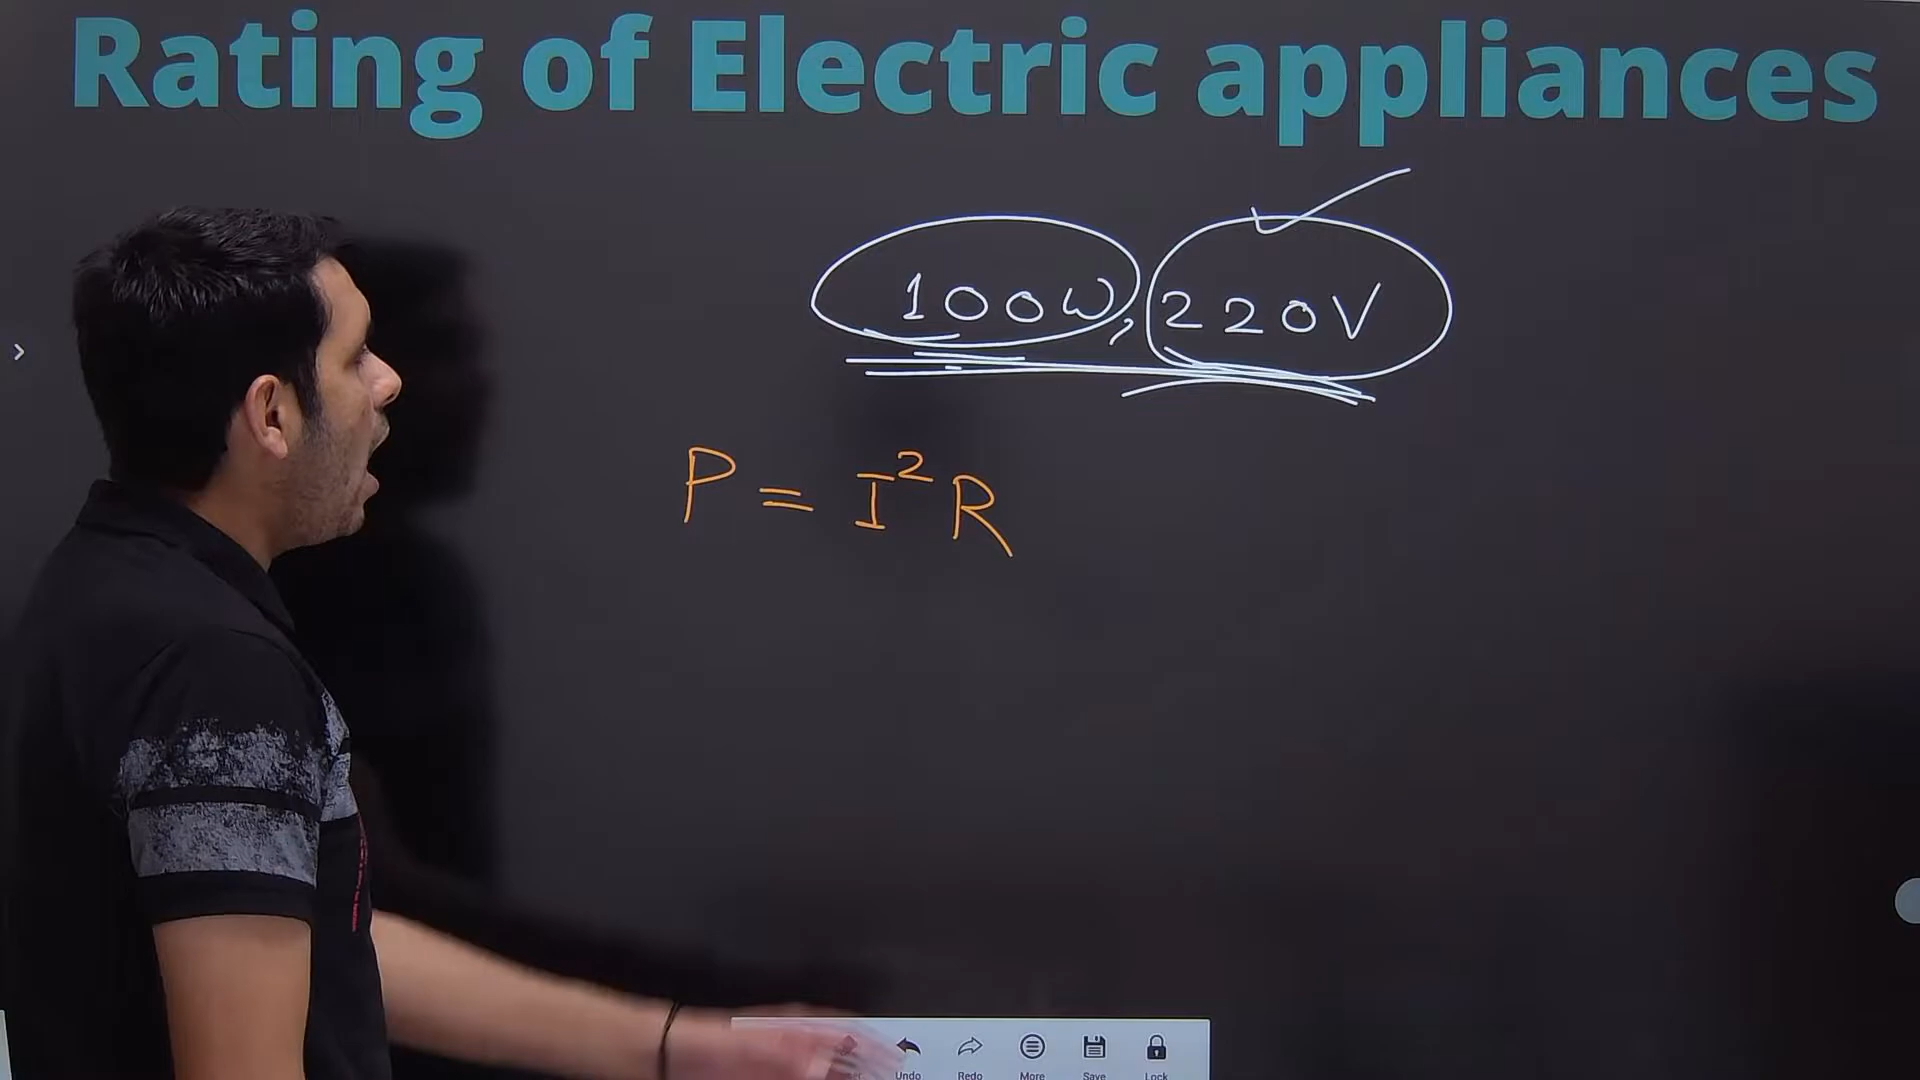 Rating of Electric appliances
100W, 220V
P = I²R
Undo Redo More Save Lock